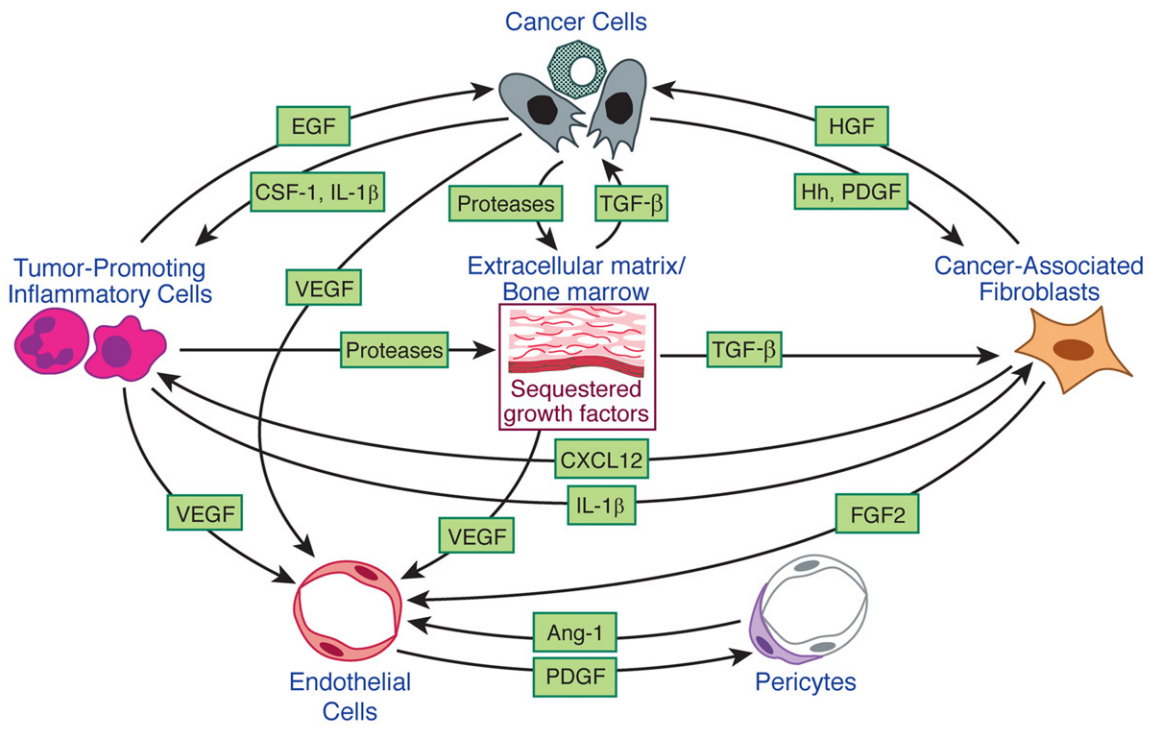 Cancer Cells
EGF
HGF
CSF-1, IL-1β
Proteases
TGF-β
Hh, PDGF
Tumor-Promoting
Inflammatory Cells
Extracellular matrix/
Bone marrow
Cancer-Associated
Fibroblasts
VEGF
Proteases
TGF-β
Sequestered
growth factors
CXCL12
IL-1β
VEGF
VEGF
FGF2
Ang-1
PDGF
Endothelial
Cells
Pericytes